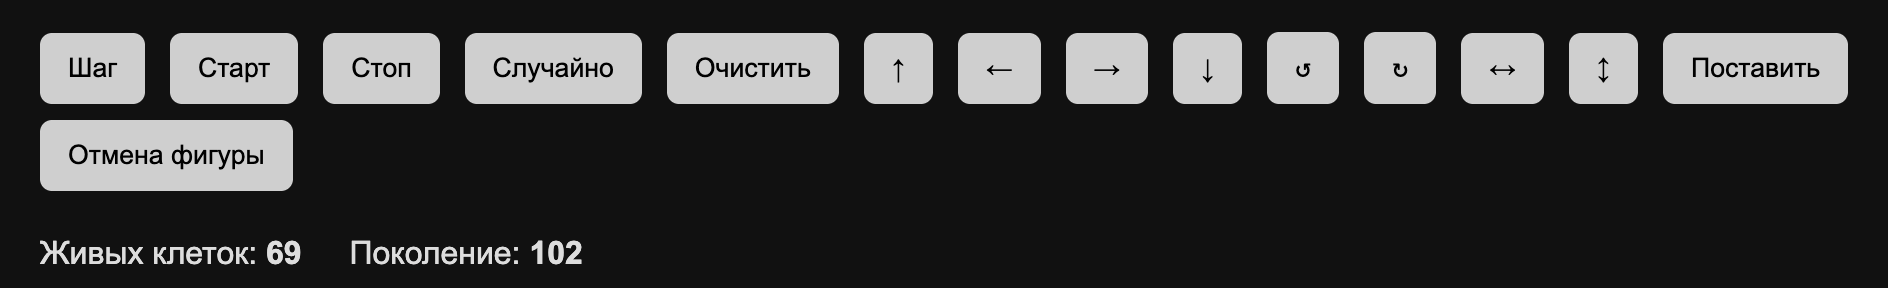 Шаг Старт Стоп Случайно Очистить ↑ ← → ↓ ↺ ↻ ↔ ↕ Поставить
Отмена фигуры
Живых клеток: 69 Поколение: 102